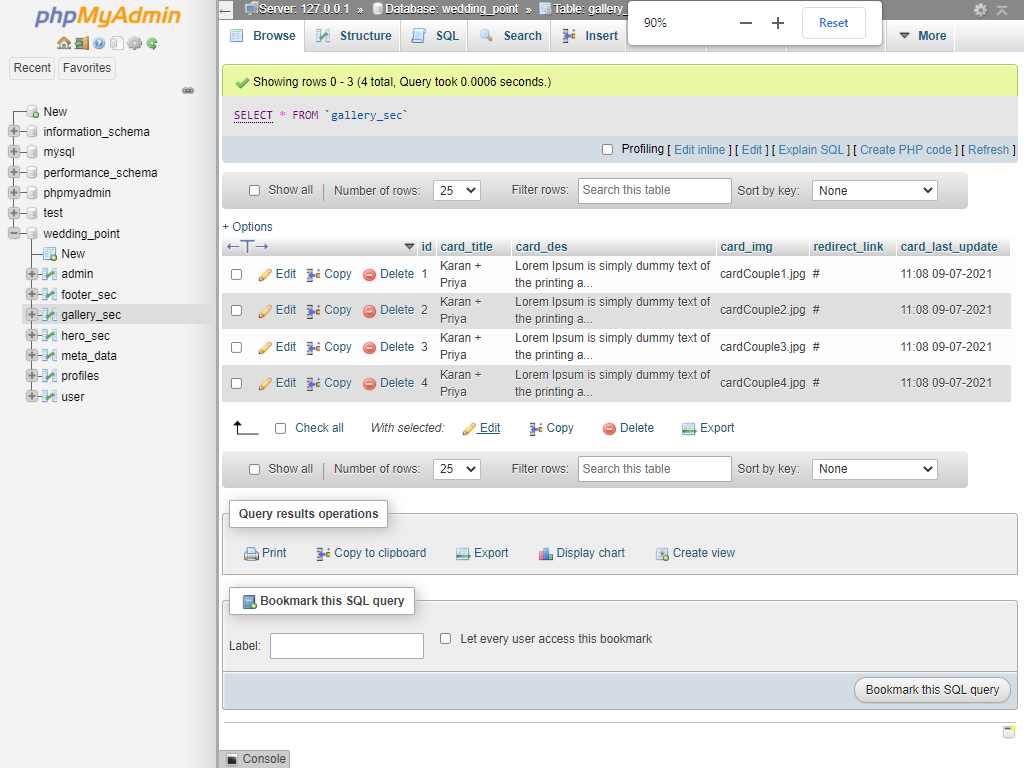 phpMyAdmin
Recent Favorites
New
information_schema
mysql
performance_schema
phpmyadmin
test
wedding_point
New
admin
footer_sec
gallery_sec
hero_sec
meta_data
profiles
user
Server: 127.0.0.1 » Database: wedding_point » Table: gallery_
90% Reset
Browse Structure SQL Search Insert More
Showing rows 0 - 3 (4 total, Query took 0.0006 seconds.)
SELECT * FROM `gallery_sec`
Profiling [ Edit inline ] [ Edit ] [ Explain SQL ] [ Create PHP code ] [ Refresh ]
Show all Number of rows: 25 Filter rows: Search this table Sort by key: None
+ Options
id card_title card_des card_img redirect_link card_last_update
Edit Copy Delete 1 Karan + Lorem Ipsum is simply dummy text of cardCouple1.jpg # 11:08 09-07-2021
Priya the printing a...
Edit Copy Delete 2 Karan + Lorem Ipsum is simply dummy text of cardCouple2.jpg # 11:08 09-07-2021
Priya the printing a...
Edit Copy Delete 3 Karan + Lorem Ipsum is simply dummy text of cardCouple3.jpg # 11:08 09-07-2021
Priya the printing a...
Edit Copy Delete 4 Karan + Lorem Ipsum is simply dummy text of cardCouple4.jpg # 11:08 09-07-2021
Priya the printing a...
Check all With selected: Edit Copy Delete Export
Show all Number of rows: 25 Filter rows: Search this table Sort by key: None
Query results operations
Print Copy to clipboard Export Display chart Create view
Bookmark this SQL query
Label: Let every user access this bookmark
Bookmark this SQL query
Console